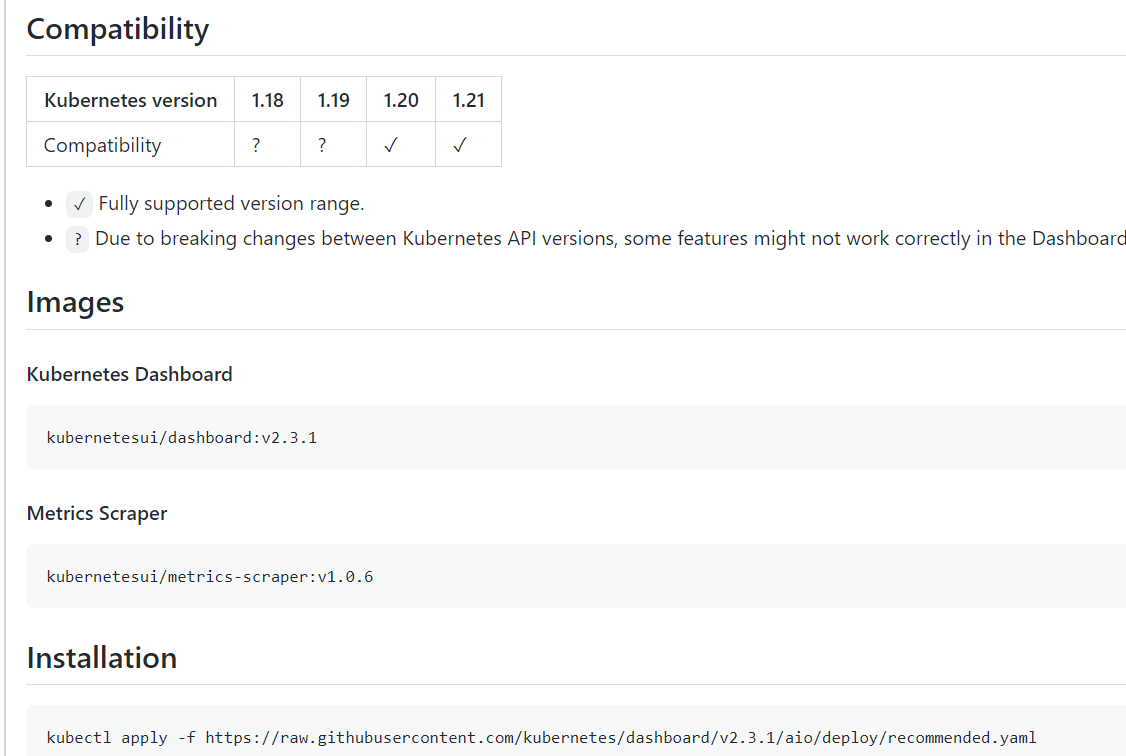 Compatibility
Kubernetes version 1.18 1.19 1.20 1.21
Compatibility ? ? ✓ ✓
• ✓ Fully supported version range.
• ? Due to breaking changes between Kubernetes API versions, some features might not work correctly in the Dashboard
Images
Kubernetes Dashboard
kubernetesui/dashboard:v2.3.1
Metrics Scraper
kubernetesui/metrics-scraper:v1.0.6
Installation
kubectl apply -f https://raw.githubusercontent.com/kubernetes/dashboard/v2.3.1/aio/deploy/recommended.yaml